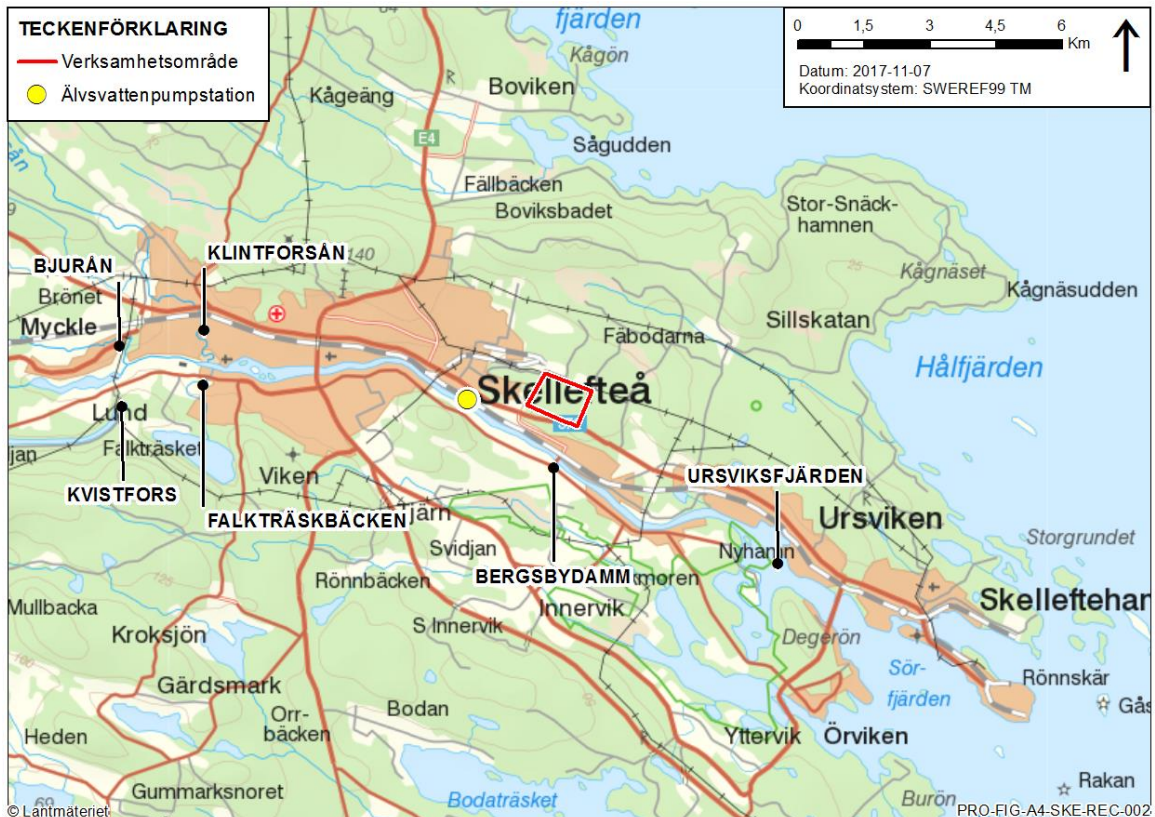 TECKENFÖRKLARING
Verksamhetsområde
Älvsvattenpumpstation
0 1,5 3 4,5 6
Km
Datum: 2017-11-07
Koordinatsystem: SWEREF99 TM
fjärden
Kågön
Boviken
Kågeäng
E4
Sågudden
Fällbäcken
Boviksbadet
Stor-Snäck-
hamnen
140
25
Kågnäset
Kågnäsudden
KLINTFORSÅN
BJURÅN
Brönet
Myckle
Sillskatan
Fäbodarna
Hålfjärden
Skellefteå
Lund
Falkträsket
Viken
KVISTFORS
FALKTRÄSKBÄCKEN
Tjärn
URSVIKSFJÄRDEN
Ursviken
Svidjan
Nyhamn
Storgrundet
Rönnbäcken
BERGSBYDAMM
tmoren
Innervik
Mullbacka
Kroksjön
S Innervik
Skelleftehar
Degerön
Sör-
fjärden
Rönnskär
Gås
Gärdsmark
Orr-
bäcken
Bodan
Heden
Yttervik
Örviken
Gummarksnoret
Bodaträsket
Burön
Rakan
© Lantmäteriet
PRO-FIG-A4-SKE-REC-002